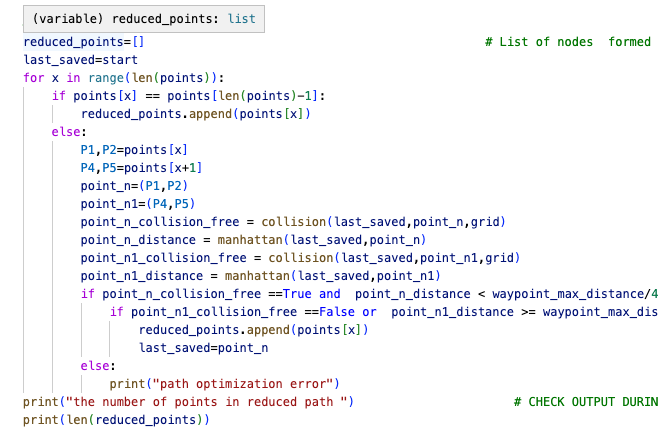 (variable) reduced_points: list
reduced_points=[] # List of nodes formed
last_saved=start
for x in range(len(points)):
if points[x] == points[len(points)-1]:
reduced_points.append(points[x])
else:
P1,P2=points[x]
P4,P5=points[x+1]
point_n=(P1,P2)
point_n1=(P4,P5)
point_n_collision_free = collision(last_saved,point_n,grid)
point_n_distance = manhattan(last_saved,point_n)
point_n1_collision_free = collision(last_saved,point_n1,grid)
point_n1_distance = manhattan(last_saved,point_n1)
if point_n_collision_free ==True and point_n_distance < waypoint_max_distance/4
if point_n1_collision_free ==False or point_n1_distance >= waypoint_max_dis
reduced_points.append(points[x])
last_saved=point_n
else:
print("path optimization error")
print("the number of points in reduced path ") # CHECK OUTPUT DURIN
print(len(reduced_points))